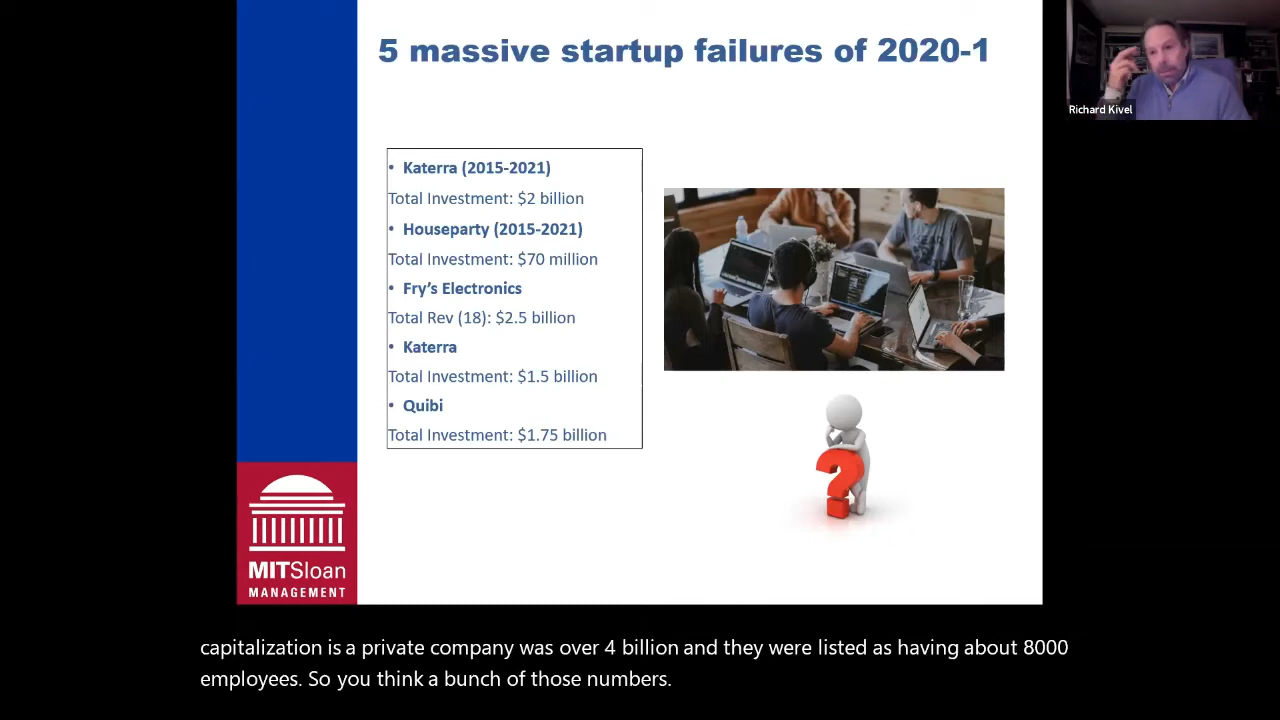 5 massive startup failures of 2020-1
Richard Kivel
• Katerra (2015-2021)
Total Investment: $2 billion
• Houseparty (2015-2021)
Total Investment: $70 million
• Fry's Electronics
Total Rev (18): $2.5 billion
• Katerra
Total Investment: $1.5 billion
• Quibi
Total Investment: $1.75 billion
?
MITSloan
MANAGEMENT
capitalization is a private company was over 4 billion and they were listed as having about 8000
employees. So you think a bunch of those numbers.